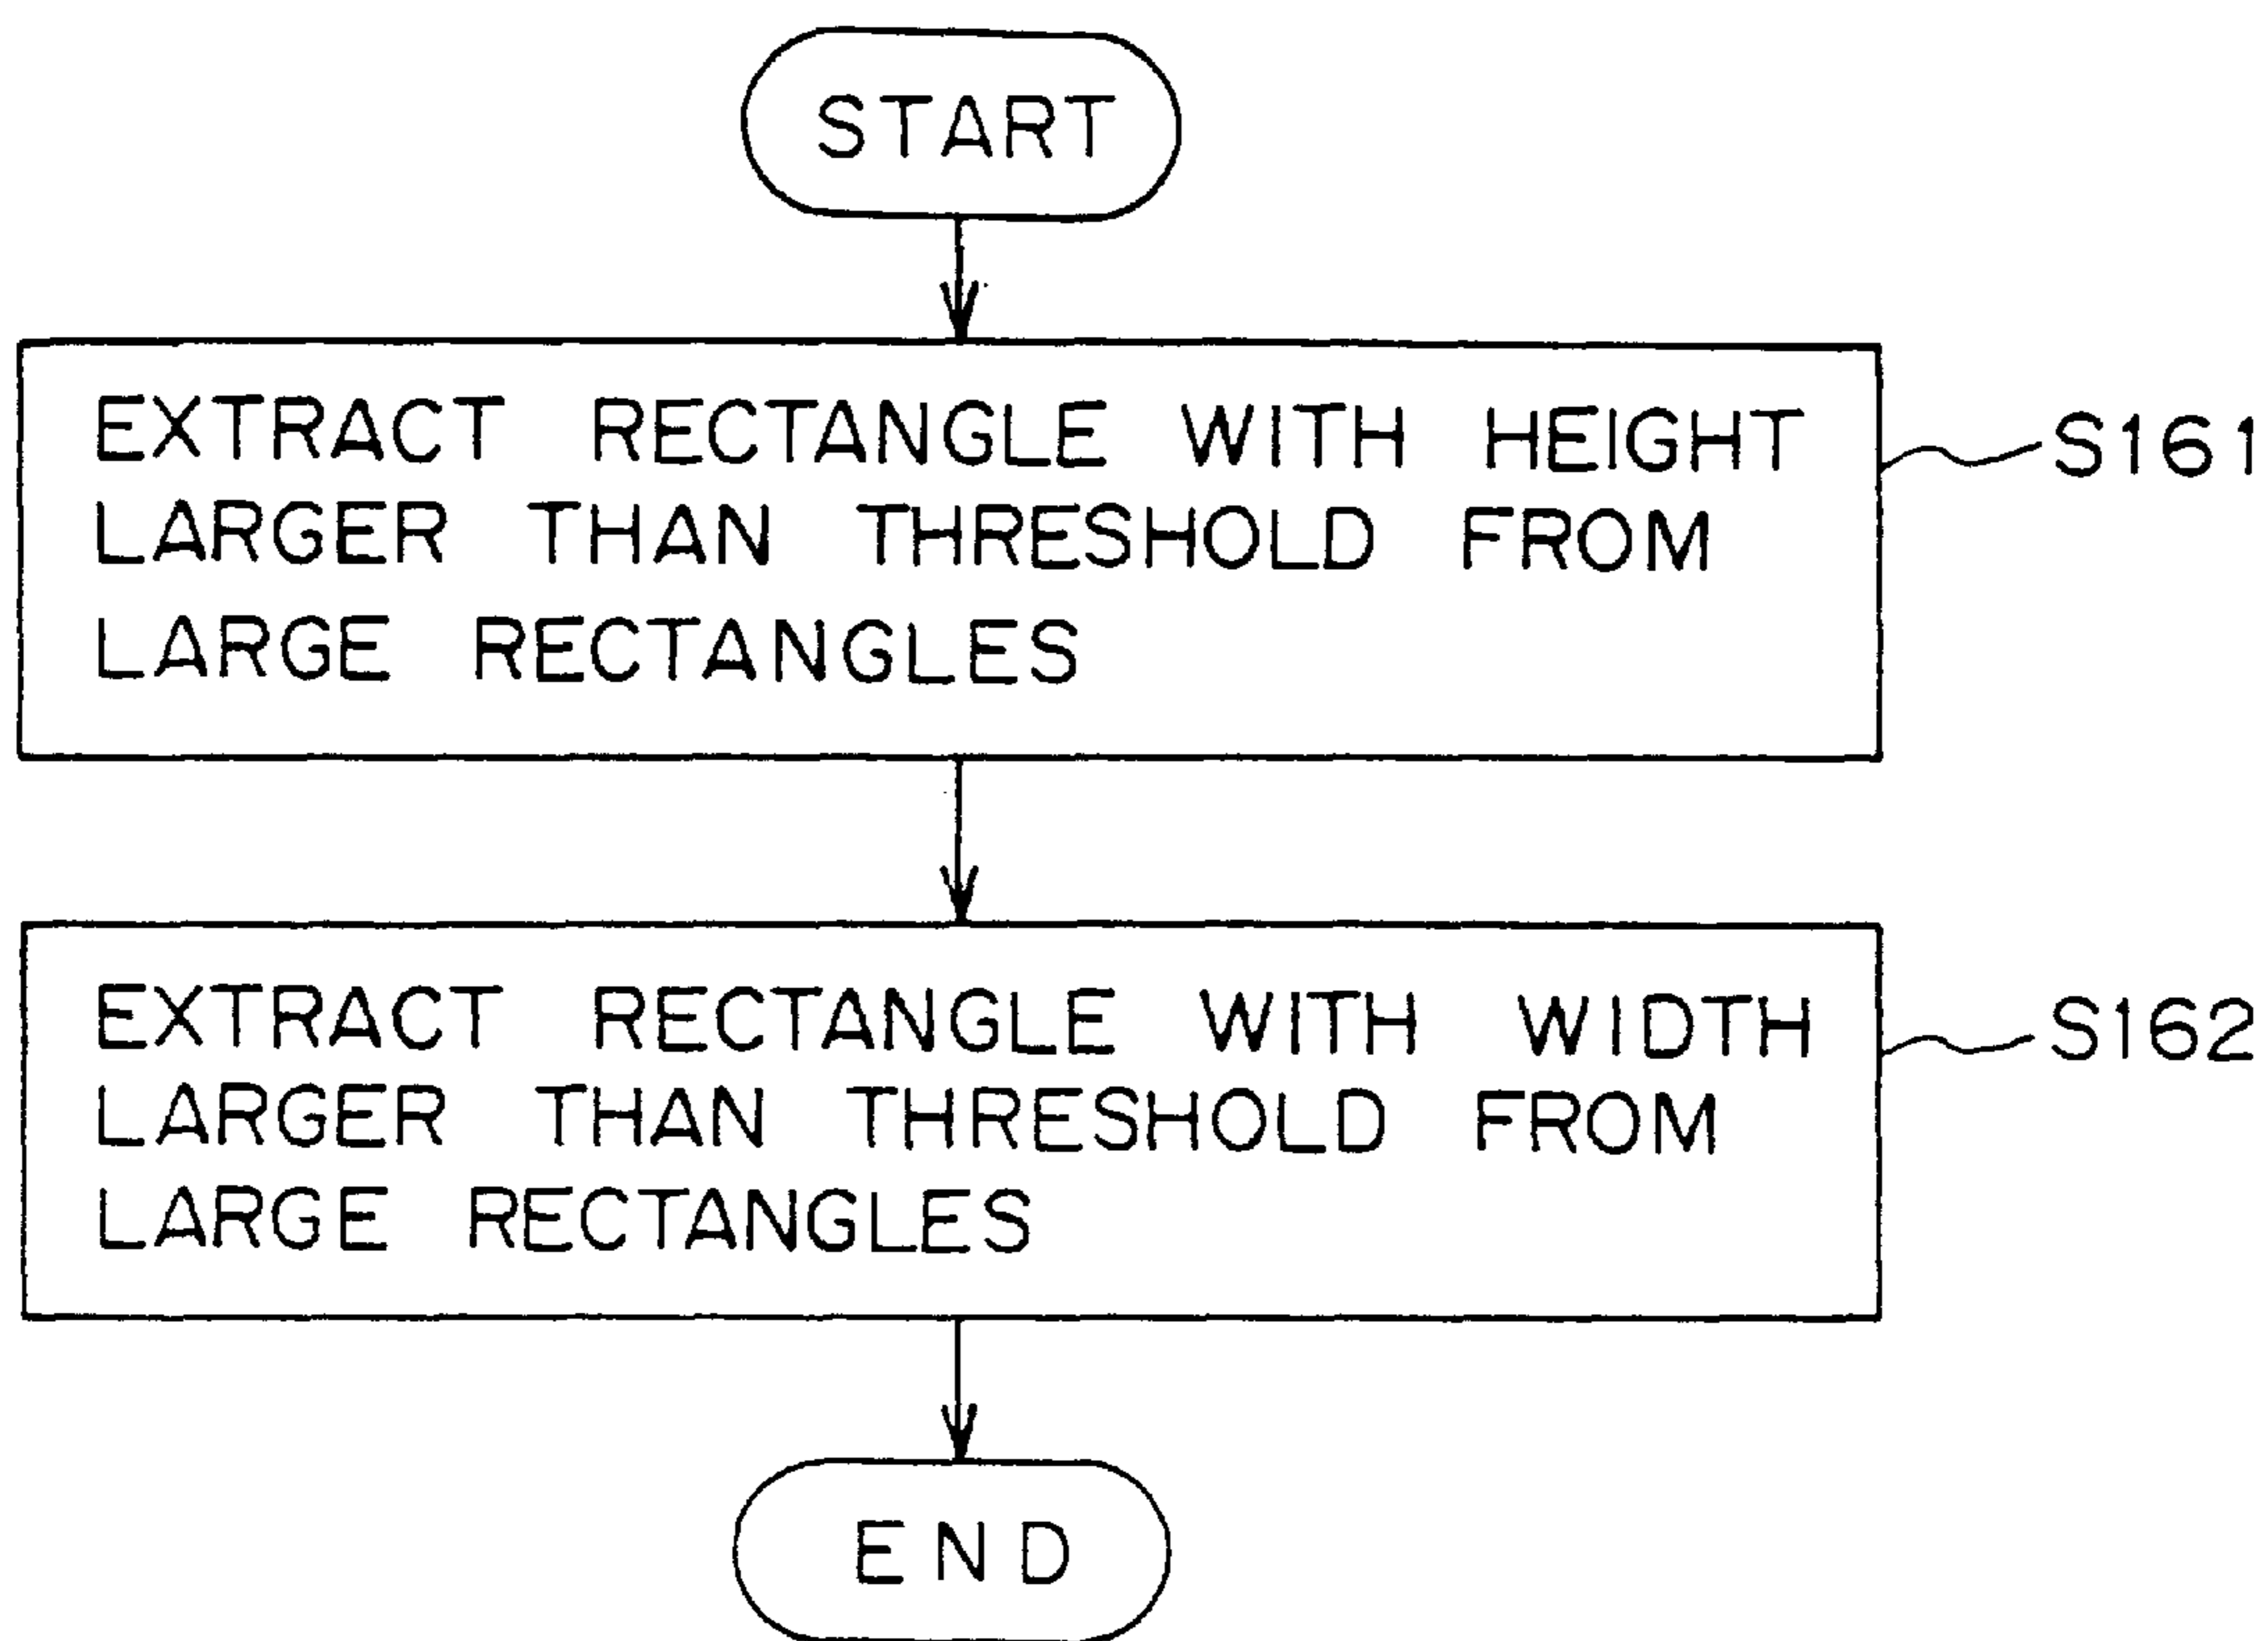 START
EXTRACT RECTANGLE WITH HEIGHT
LARGER THAN THRESHOLD FROM
LARGE RECTANGLES
S161
EXTRACT RECTANGLE WITH WIDTH
LARGER THAN THRESHOLD FROM
LARGE RECTANGLES
S162
END